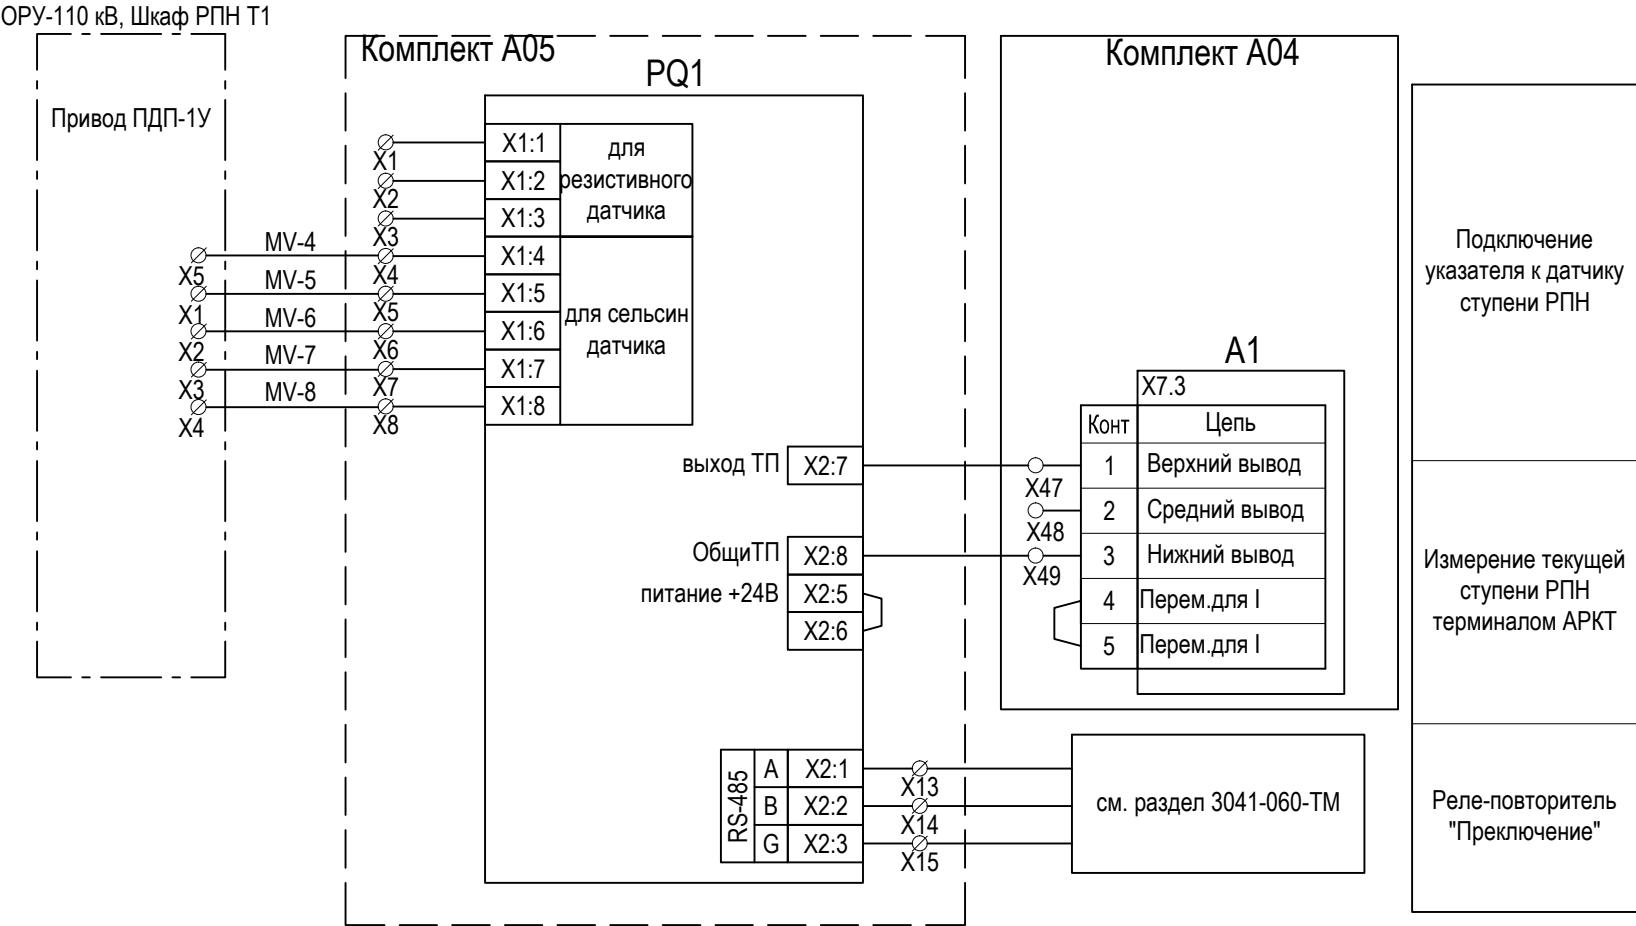 ОРУ-110 кВ, Шкаф РПН Т1
Привод ПДП-1У
X5
X1
X2
X3
X4
MV-4
MV-5
MV-6
MV-7
MV-8
Комплект А05
PQ1
X1
X2
X3
X4
X5
X6
X7
X8
X1:1
X1:2
X1:3
X1:4
X1:5
X1:6
X1:7
X1:8
для
резистивного
датчика
для сельсин
датчика
выход ТП
X2:7
ОбщиТП
X2:8
питание +24В
X2:5
X2:6
RS-485
A
X2:1
B
X2:2
G
X2:3
X13
X14
X15
Комплект А04
A1
X7.3
Конт
Цепь
X47
1
Верхний вывод
X48
2
Средний вывод
X49
3
Нижний вывод
4
Перем.для I
5
Перем.для I
см. раздел 3041-060-ТМ
Подключение
указателя к датчику
ступени РПН
Измерение текущей
ступени РПН
терминалом АРКТ
Реле-повторитель
"Преключение"